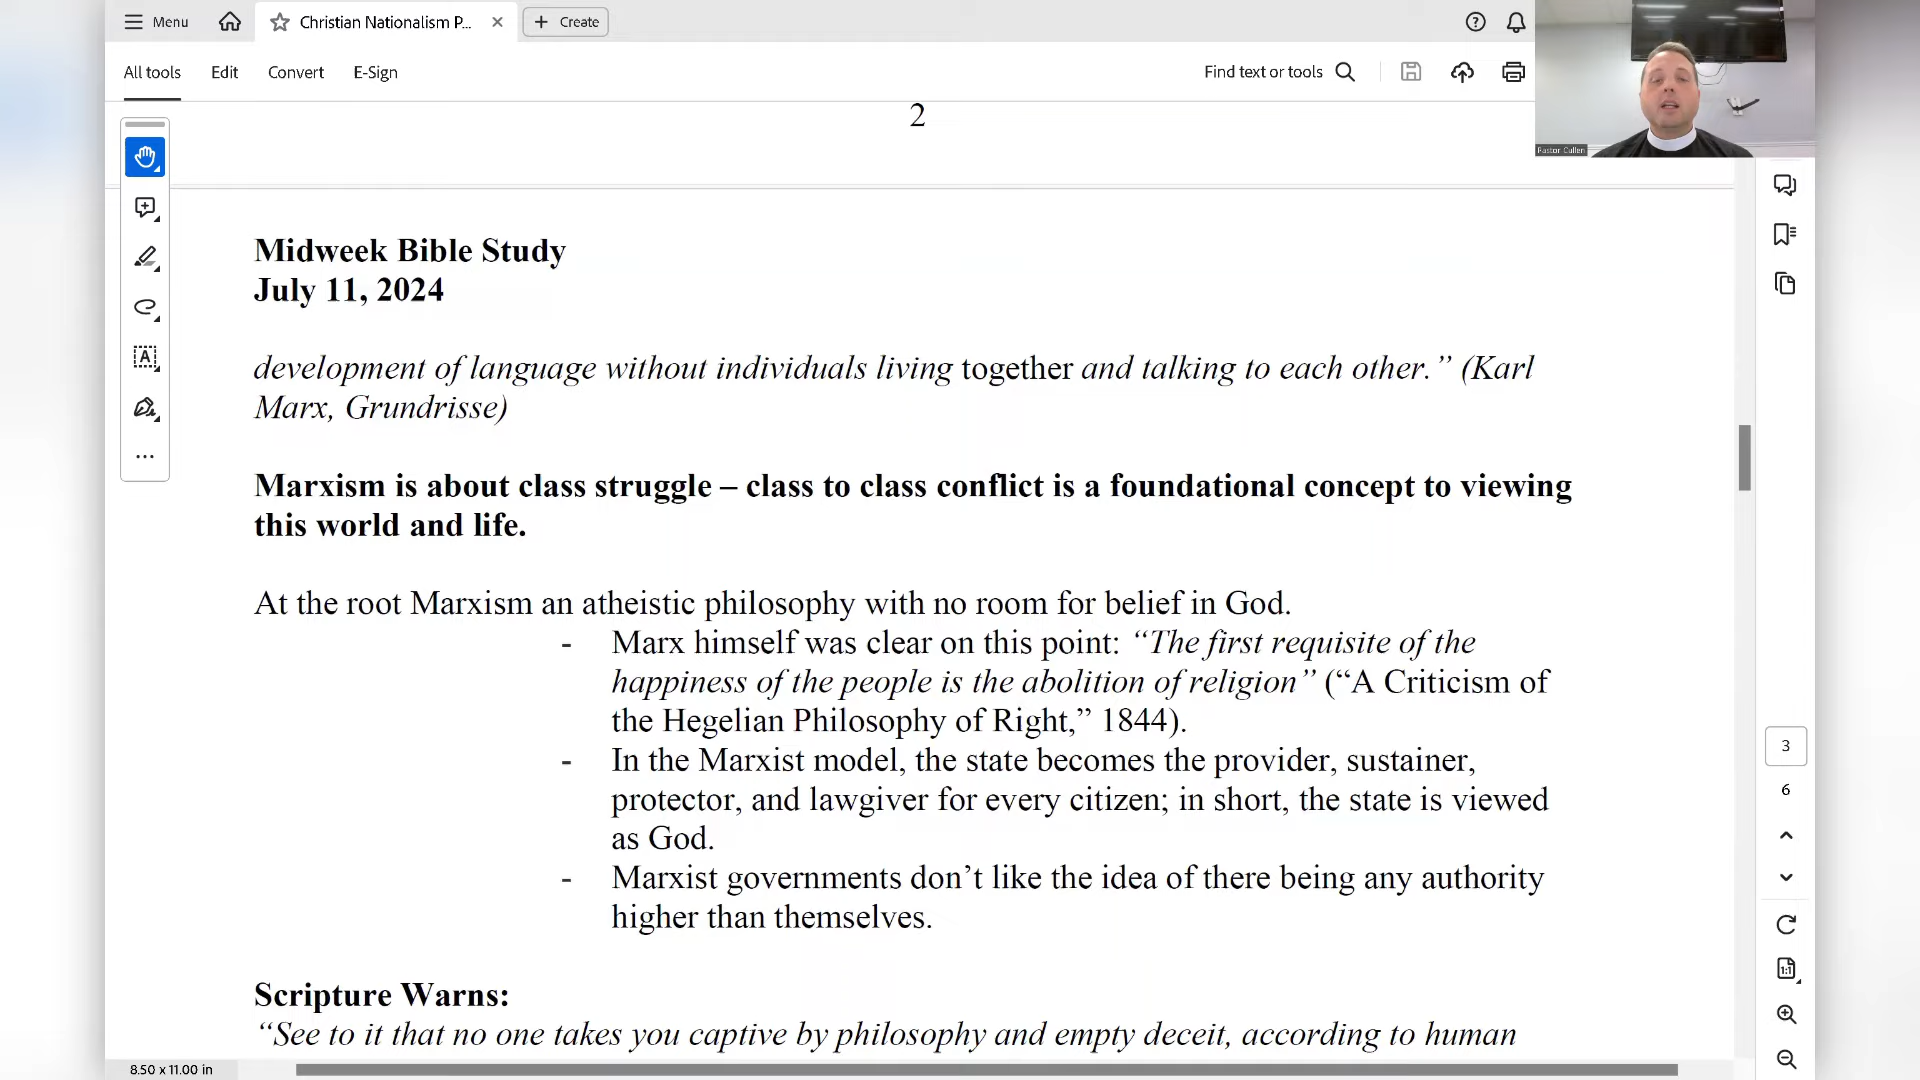 Menu
Christian Nationalism P...
Create
All tools
Edit
Convert
E-Sign
Find text or tools
Pastor Cullen
2
Midweek Bible Study
July 11, 2024
development of language without individuals living together and talking to each other.” (Karl
Marx, Grundrisse)
Marxism is about class struggle – class to class conflict is a foundational concept to viewing
this world and life.
At the root Marxism an atheistic philosophy with no room for belief in God.
- Marx himself was clear on this point: “The first requisite of the
happiness of the people is the abolition of religion” (“A Criticism of
the Hegelian Philosophy of Right,” 1844).
- In the Marxist model, the state becomes the provider, sustainer,
protector, and lawgiver for every citizen; in short, the state is viewed
as God.
- Marxist governments don’t like the idea of there being any authority
higher than themselves.
Scripture Warns:
“See to it that no one takes you captive by philosophy and empty deceit, according to human
3
6
8.50 x 11.00 in